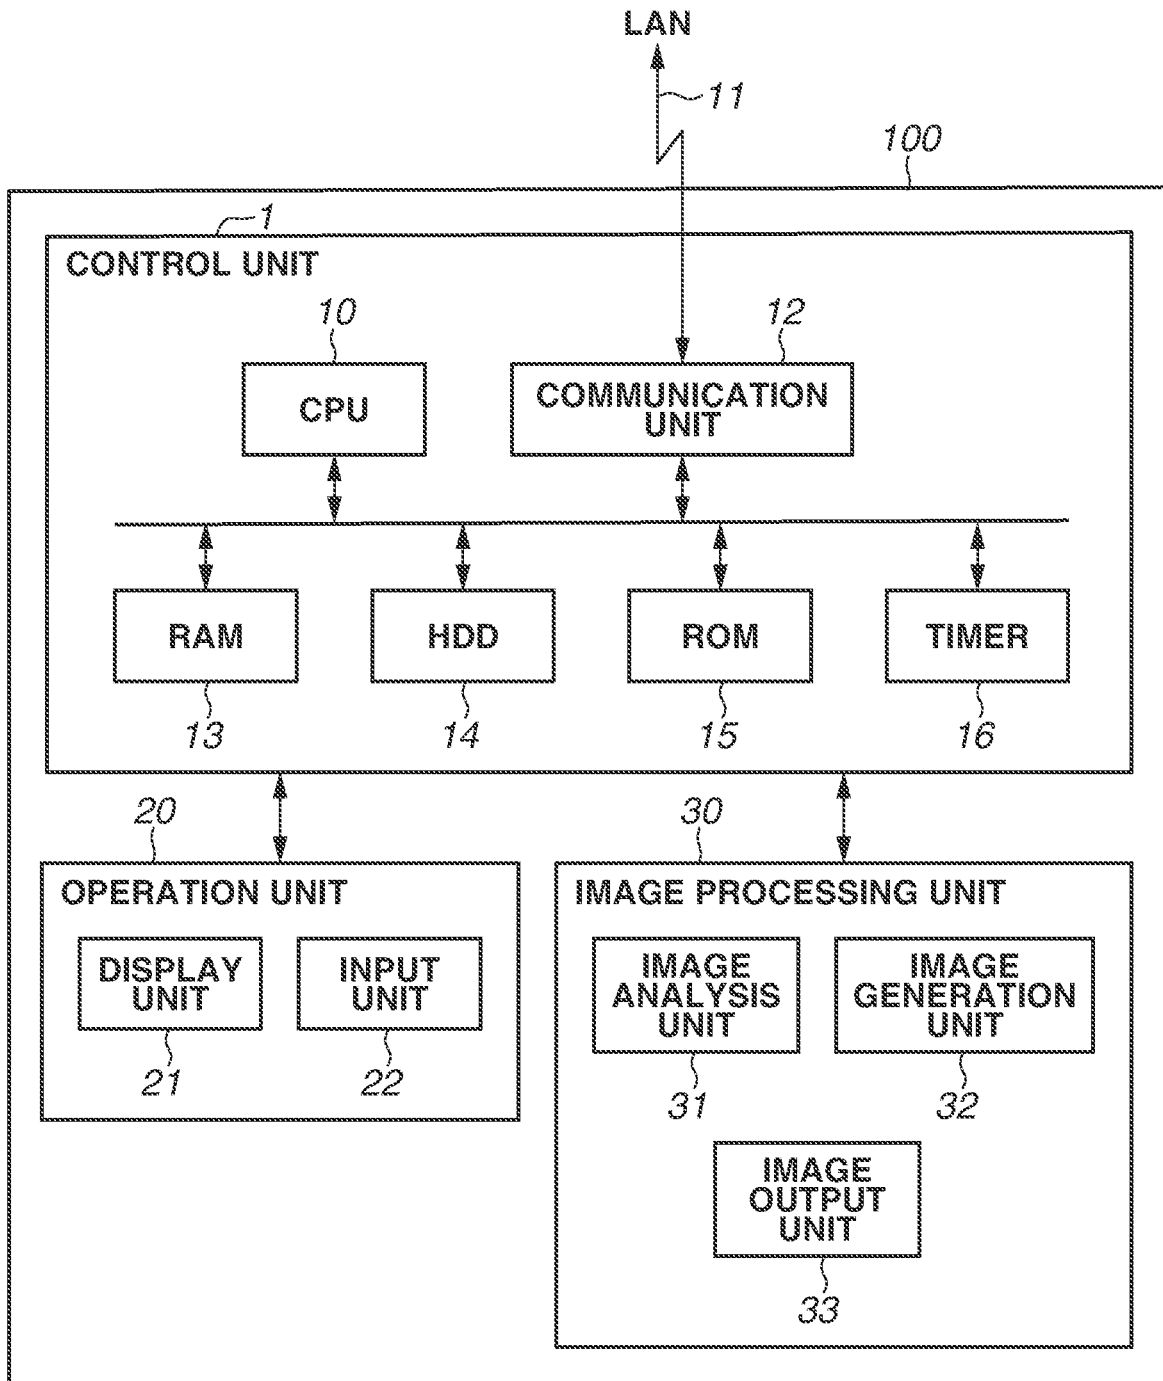 LAN
11
100
1
CONTROL UNIT
10
12
CPU
COMMUNICATION
UNIT
RAM
HDD
ROM
TIMER
13
14
15
16
20
30
OPERATION UNIT
IMAGE PROCESSING UNIT
DISPLAY
UNIT
INPUT
UNIT
IMAGE
ANALYSIS
UNIT
IMAGE
GENERATION
UNIT
21
22
31
32
IMAGE
OUTPUT
UNIT
33